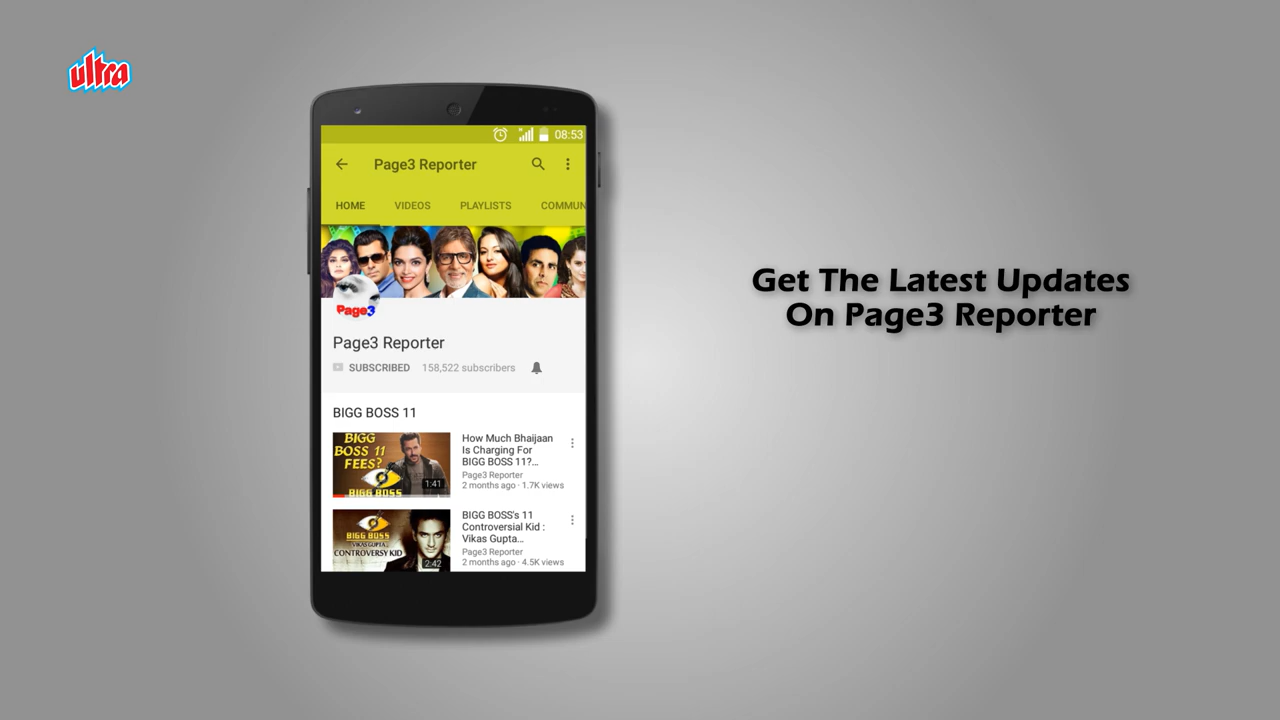 ultra
08:53
Page3 Reporter
HOME VIDEOS PLAYLISTS COMMUN
Page3
Page3 Reporter
SUBSCRIBED 158,522 subscribers
BIGG BOSS 11
BIGG
BOSS 11
FEES?
BIGG BOSS
1:41
How Much Bhaijaan
Is Charging For
BIGG BOSS 11?...
Page3 Reporter
2 months ago · 1.7K views
BIGG BOSS
VIKAS GUPTA
CONTROVERSY KID
2:42
BIGG BOSS's 11
Controversial Kid :
Vikas Gupta...
Page3 Reporter
2 months ago · 4.5K views
Get The Latest Updates
On Page3 Reporter